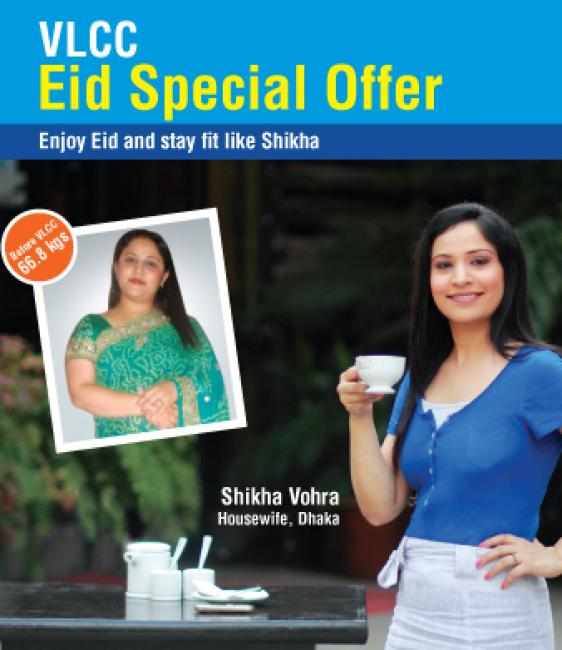 VLCC
Eid Special Offer
Enjoy Eid and stay fit like Shikha
Before VLCC
66.8 kgs
Shikha Vohra
Housewife, Dhaka